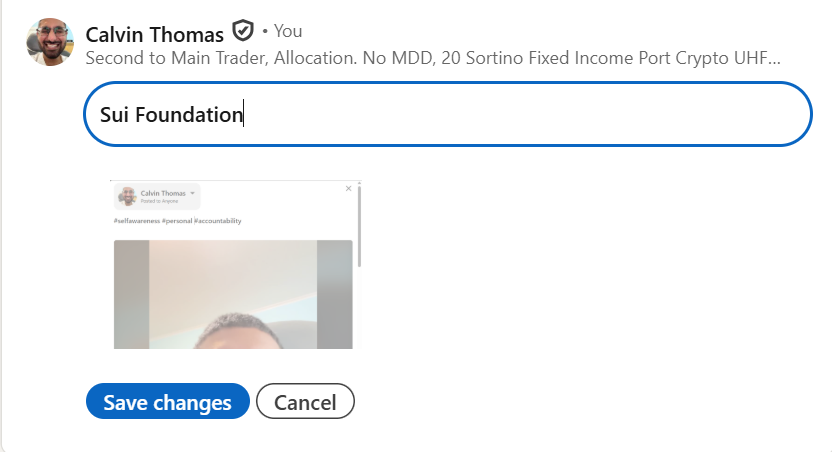 Calvin Thomas • You
Second to Main Trader, Allocation. No MDD, 20 Sortino Fixed Income Port Crypto UHF...
Sui Foundation
Calvin Thomas
Posted to Anyone
#selfawareness #personal #accountability
Save changes
Cancel